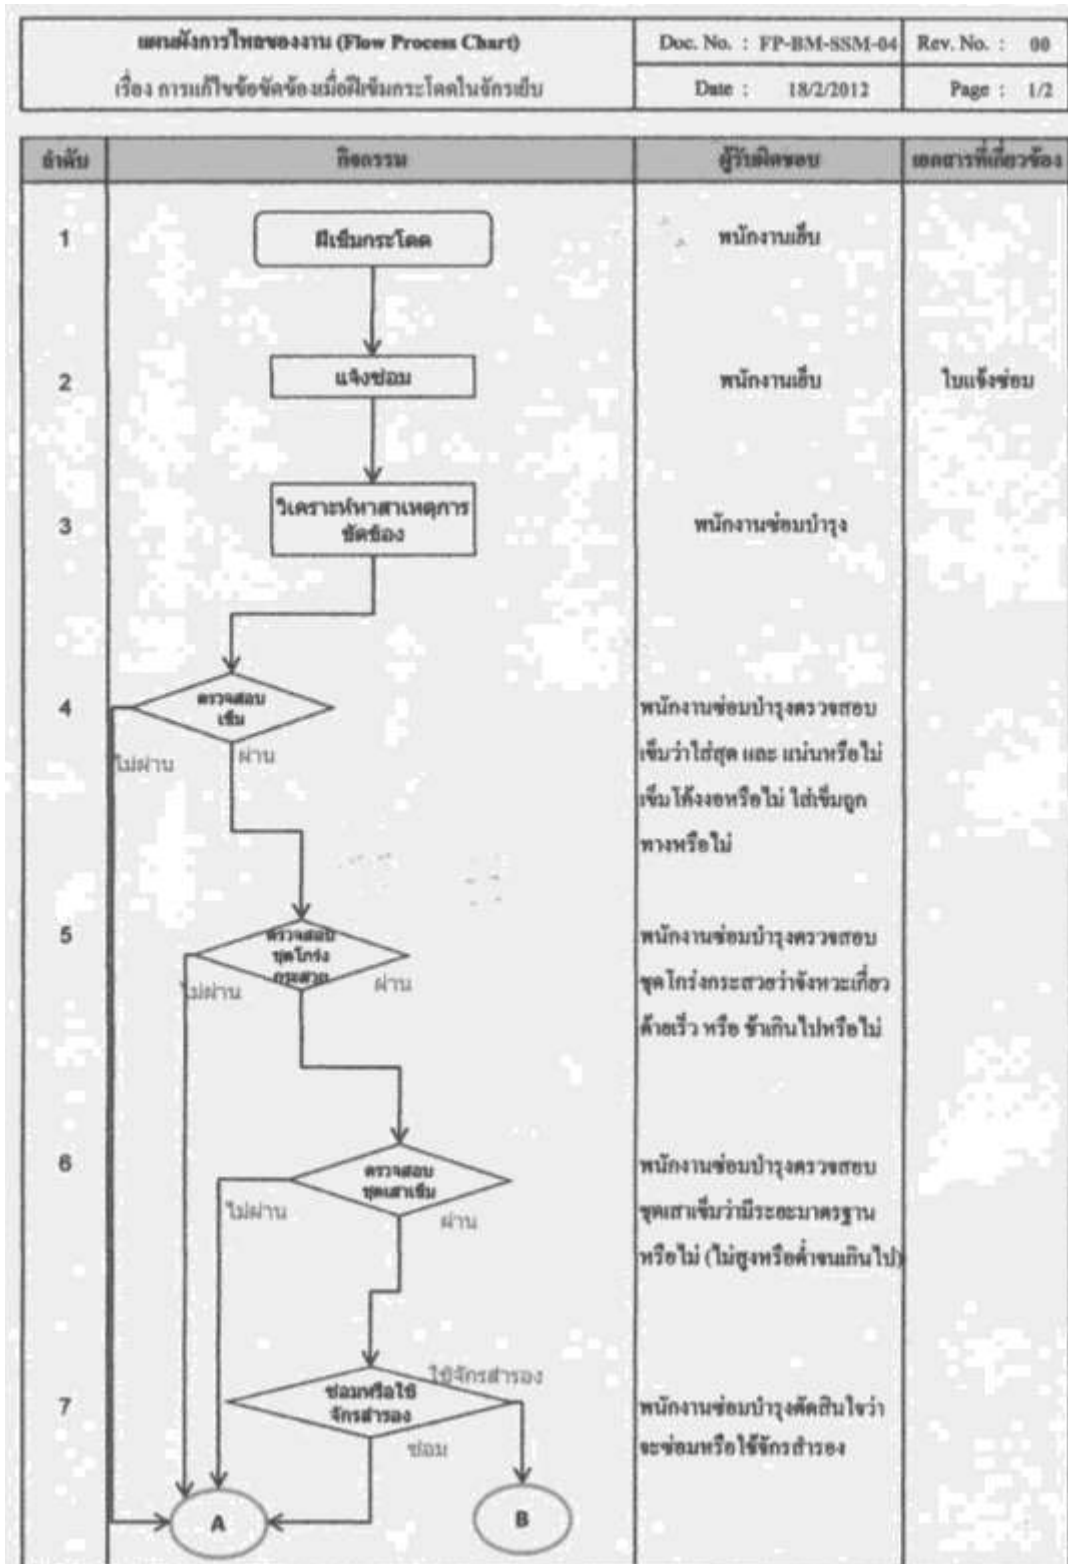 แผนผังการไหลของงาน (Flow Process Chart)
เรื่อง การแก้ไขข้อขัดข้องเมื่อฝีเข็มกระโดดในจักรเย็บ
Doc. No. : FP-BM-SSM-04
Rev. No. : 00
Date : 18/2/2012
Page : 1/2
ลำดับ
กิจกรรม
ผู้รับผิดชอบ
เอกสารที่เกี่ยวข้อง
1
ฝีเข็มกระโดด
พนักงานเย็บ
2
แจ้งซ่อม
พนักงานเย็บ
ใบแจ้งซ่อม
3
วิเคราะห์หาสาเหตุการ
ขัดข้อง
พนักงานซ่อมบำรุง
4
ตรวจสอบ
เข็ม
ไม่ผ่าน
ผ่าน
พนักงานซ่อมบำรุงตรวจสอบ
เข็มว่าใส่สุด และ แน่นหรือไม่
เข็มโค้งงอหรือไม่ ใส่เข็มถูก
ทางหรือไม่
5
ตรวจสอบ
ชุดโกร่ง
กระสวย
ไม่ผ่าน
ผ่าน
พนักงานซ่อมบำรุงตรวจสอบ
ชุดโกร่งกระสวยว่าจังหวะเกี่ยว
ด้ายเร็ว หรือ ช้าเกินไปหรือไม่
6
ตรวจสอบ
ชุดเสาเข็ม
ไม่ผ่าน
ผ่าน
พนักงานซ่อมบำรุงตรวจสอบ
ชุดเสาเข็มว่ามีระยะมาตรฐาน
หรือไม่ (ไม่สูงหรือต่ำจนเกินไป)
7
ซ่อมหรือใช้
จักรสำรอง
ใช้จักรสำรอง
ซ่อม
พนักงานซ่อมบำรุงตัดสินใจว่า
จะซ่อมหรือใช้จักรสำรอง
A
B